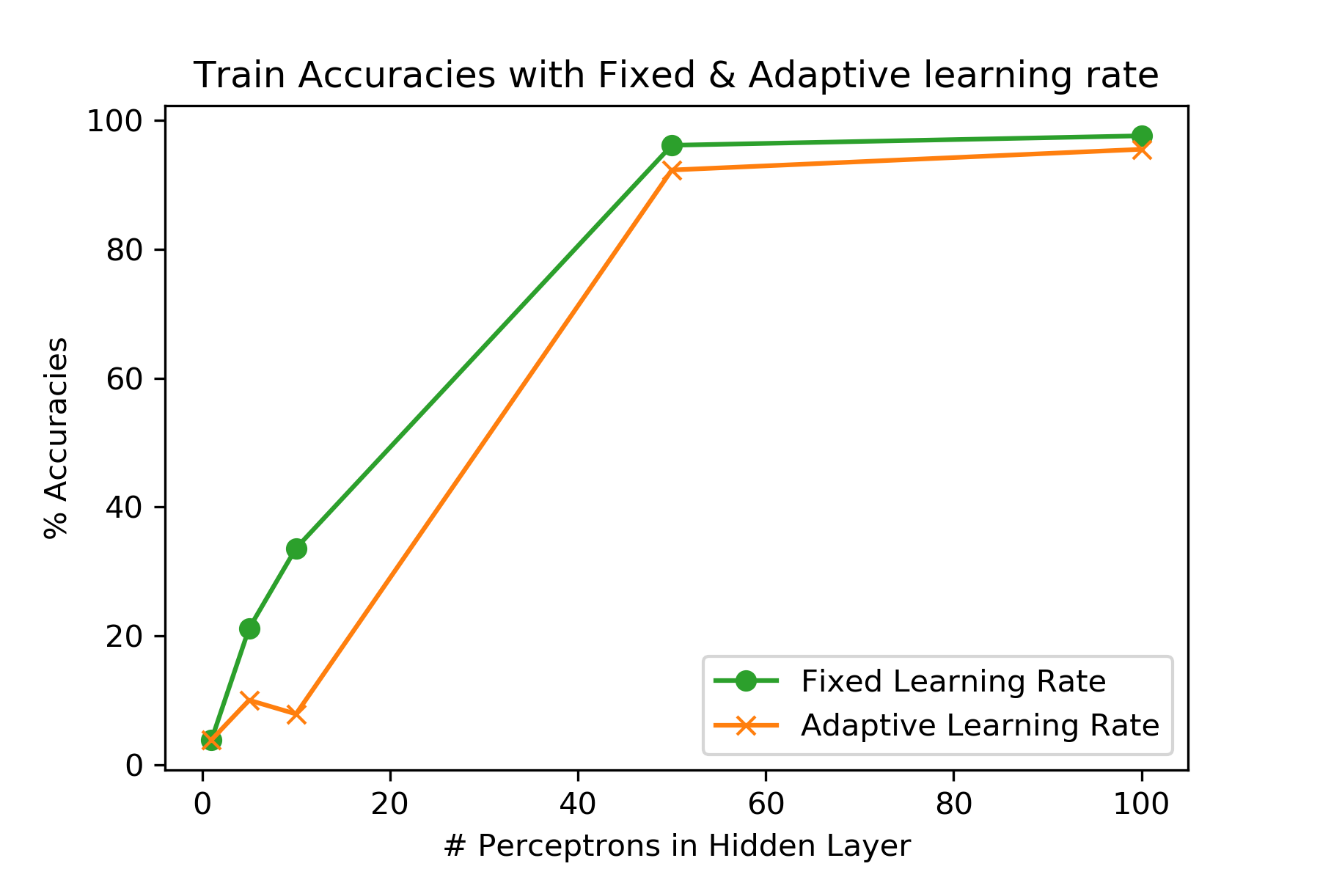 Train Accuracies with Fixed & Adaptive learning rate
100
80
60
40
20
0
% Accuracies
Fixed Learning Rate
Adaptive Learning Rate
0 20 40 60 80 100
# Perceptrons in Hidden Layer